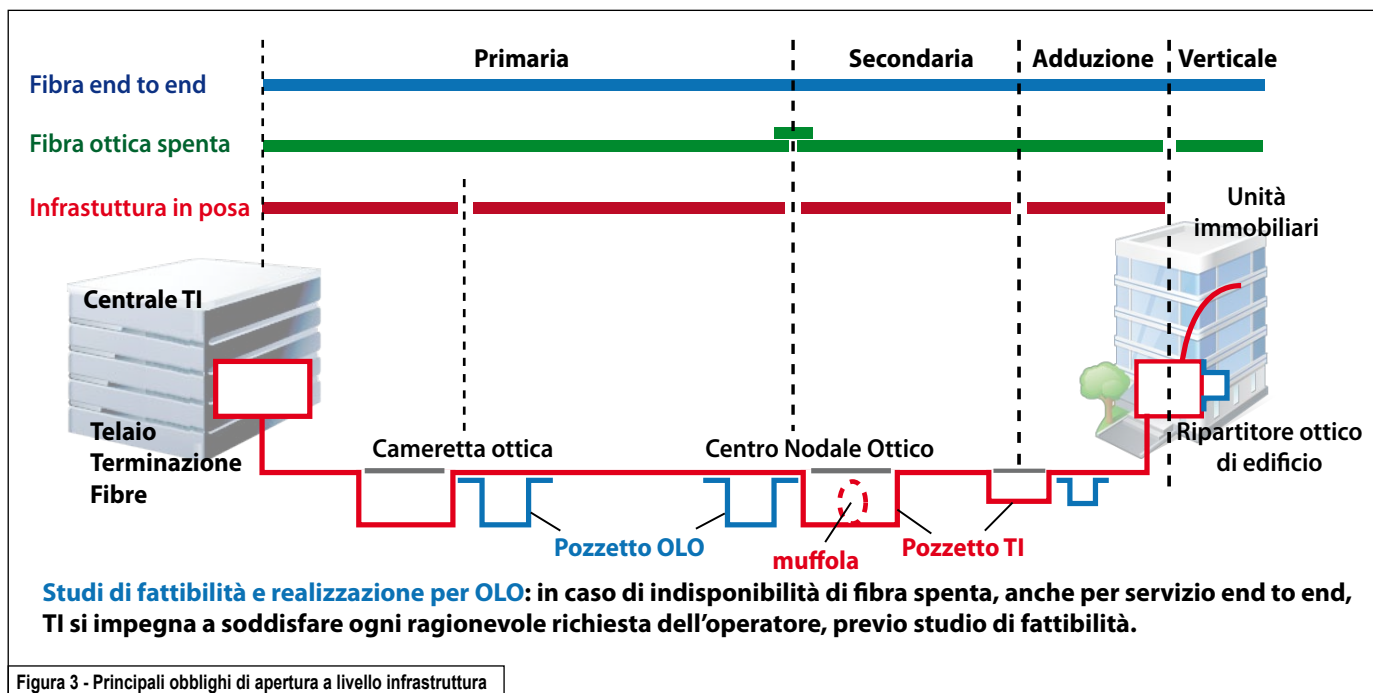 Primaria
Secondaria
Adduzione
Verticale
Fibra end to end
Fibra ottica spenta
Infrastuttura in posa
Unità
immobiliari
Centrale TI
Telaio
Terminazione
Fibre
Cameretta ottica
Centro Nodale Ottico
Ripartitore ottico
di edificio
Pozzetto OLO
muffola
Pozzetto TI
Studi di fattibilità e realizzazione per OLO: in caso di indisponibilità di fibra spenta, anche per servizio end to end,
TI si impegna a soddisfare ogni ragionevole richiesta dell'operatore, previo studio di fattibilità.
Figura 3 - Principali obblighi di apertura a livello infrastruttura